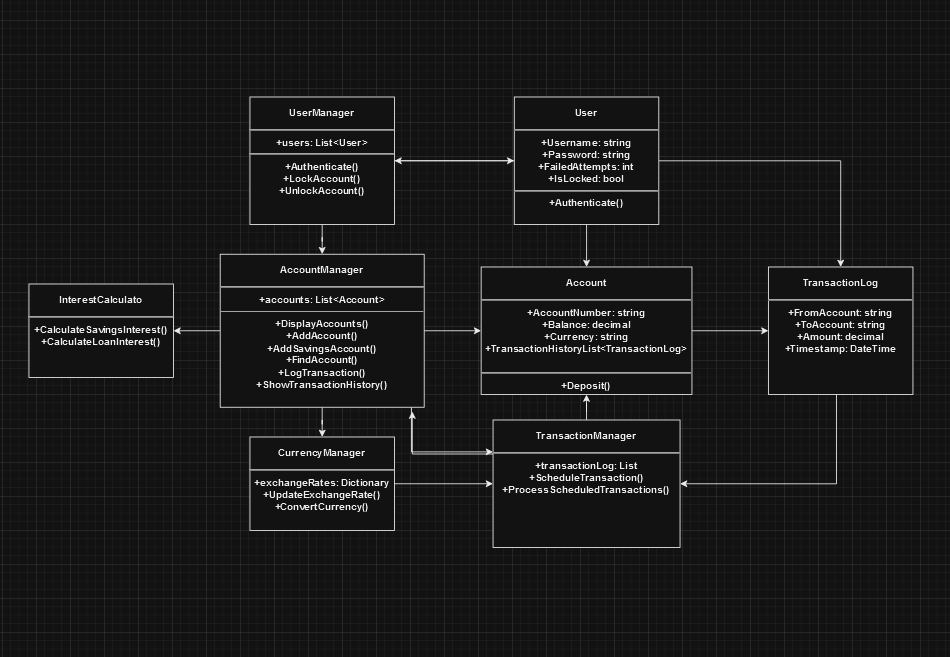 UserManager
+users: List<User>
+Authenticate()
+LockAccount()
+UnlockAccount()
User
+Username: string
+Password: string
+FailedAttempts: int
+IsLocked: bool
+Authenticate()
InterestCalculato
+CalculateSavingsInterest()
+CalculateLoanInterest()
AccountManager
+accounts: List<Account>
+DisplayAccounts()
+AddAccount()
+AddSavingsAccount()
+FindAccount()
+LogTransaction()
+ShowTransactionHistory()
Account
+AccountNumber: string
+Balance: decimal
+Currency: string
+TransactionHistoryList<TransactionLog>
+Deposit()
TransactionLog
+FromAccount: string
+ToAccount: string
+Amount: decimal
+Timestamp: DateTime
CurrencyManager
+exchangeRates: Dictionary
+UpdateExchangeRate()
+ConvertCurrency()
TransactionManager
+transactionLog: List
+ScheduleTransaction()
+ProcessScheduledTransactions()